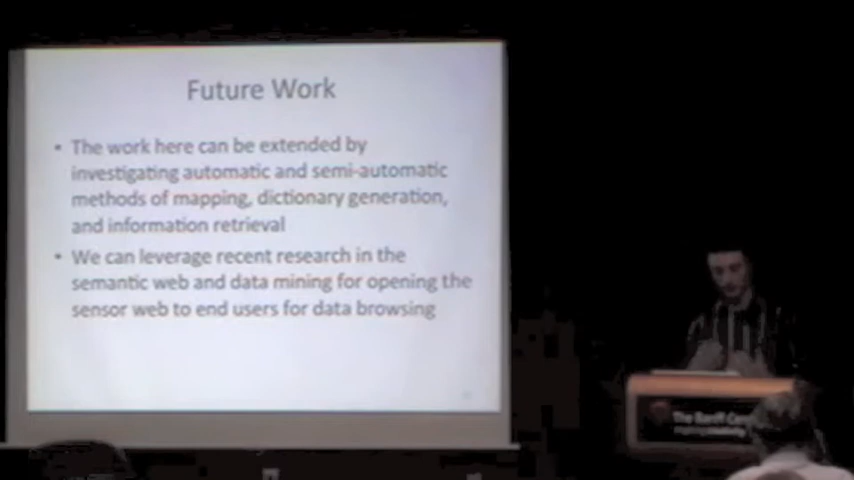 Future Work
• The work here can be extended by
investigating automatic and semi-automatic
methods of mapping, dictionary generation,
and information retrieval
• We can leverage recent research in the
semantic web and data mining for opening the
sensor web to end users for data browsing
The Banff